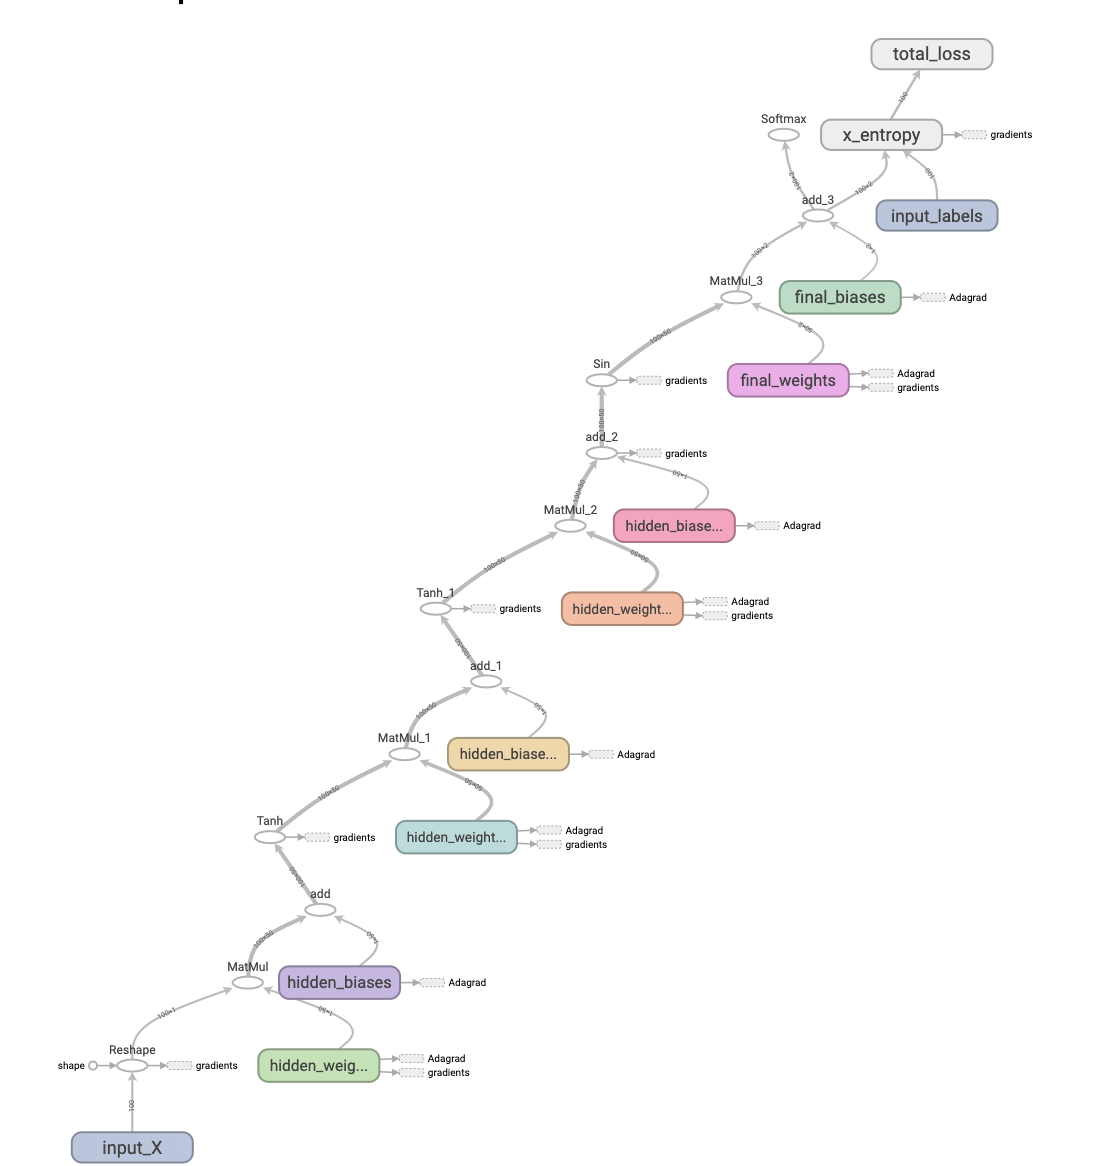 total_loss
100
Softmax
x_entropy
gradients
100×2
100×2
100
add_3
input_labels
100×2
1×2
MatMul_3
final_biases
Adagrad
100×50
50×2
Sin
gradients
final_weights
Adagrad
gradients
100×50
add_2
gradients
100×50
1×50
MatMul_2
hidden_biase...
Adagrad
100×50
50×50
Tanh_1
gradients
hidden_weight...
Adagrad
gradients
100×50
add_1
100×50
1×50
MatMul_1
hidden_biase...
Adagrad
100×50
50×50
Tanh
gradients
hidden_weight...
Adagrad
gradients
100×50
add
100×50
1×50
MatMul
hidden_biases
Adagrad
100×1
1×50
Reshape
shape
gradients
hidden_weig...
Adagrad
gradients
100
input_X